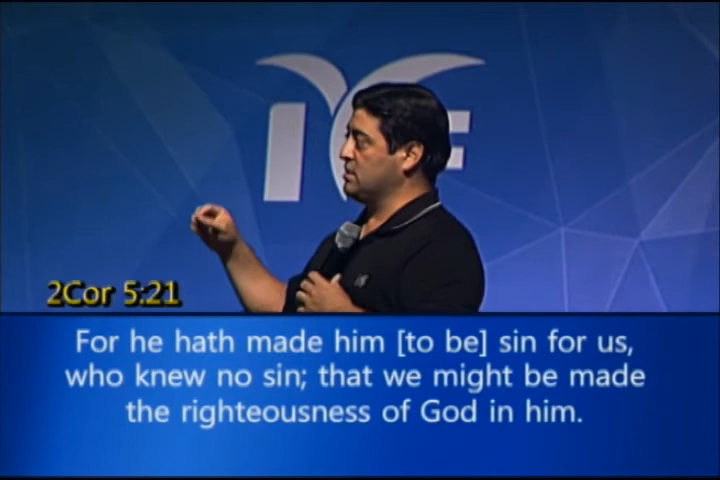 2Cor 5:21
For he hath made him [to be] sin for us,
who knew no sin; that we might be made
the righteousness of God in him.